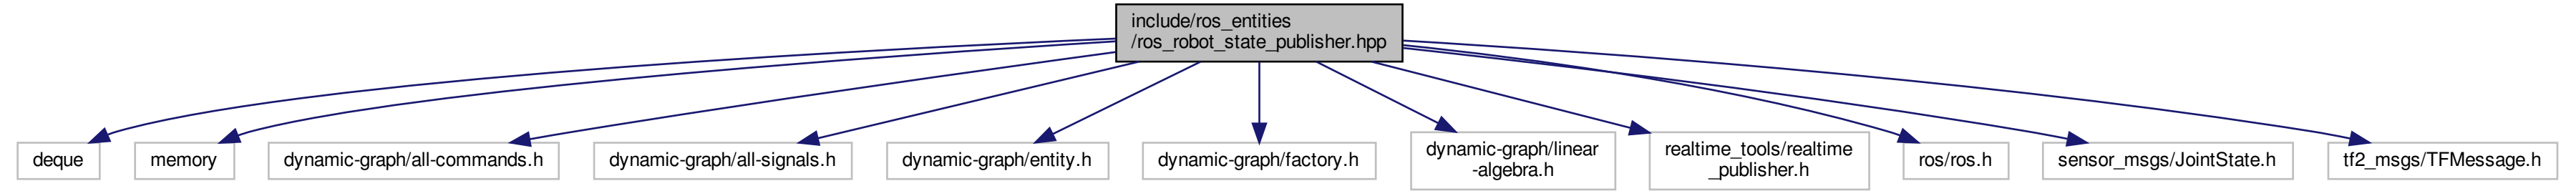 include/ros_entities
/ros_robot_state_publisher.hpp
deque
memory
dynamic-graph/all-commands.h
dynamic-graph/all-signals.h
dynamic-graph/entity.h
dynamic-graph/factory.h
dynamic-graph/linear
-algebra.h
realtime_tools/realtime
_publisher.h
ros/ros.h
sensor_msgs/JointState.h
tf2_msgs/TFMessage.h